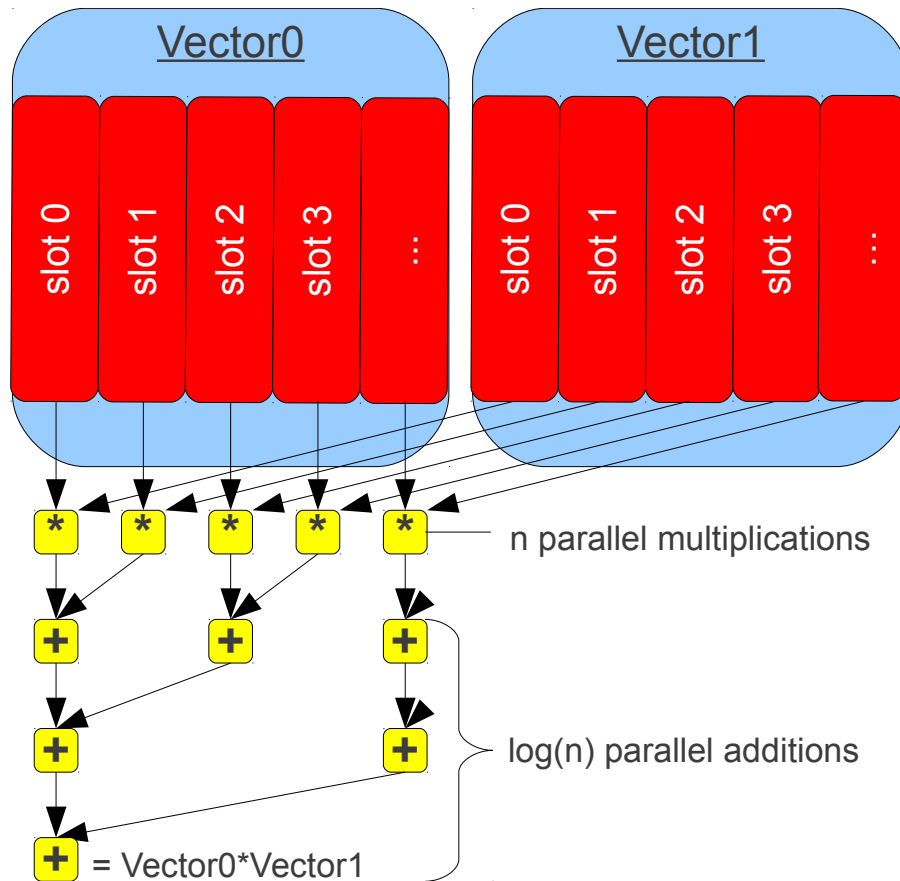 Vector0
Vector1
slot 0
slot 1
slot 2
slot 3
...
slot 0
slot 1
slot 2
slot 3
...
* * * * *
n parallel multiplications
+ + +
+ +
log(n) parallel additions
+ = Vector0*Vector1